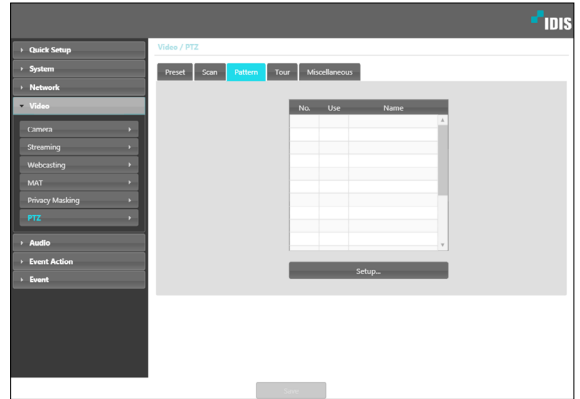 IDIS
Quick Setup
System
Network
Video
Camera
Streaming
Webcasting
MAT
Privacy Masking
PTZ
Audio
Event Action
Event
Video / PTZ
Preset Scan Pattern Tour Miscellaneous
No. Use Name
Setup...
Save